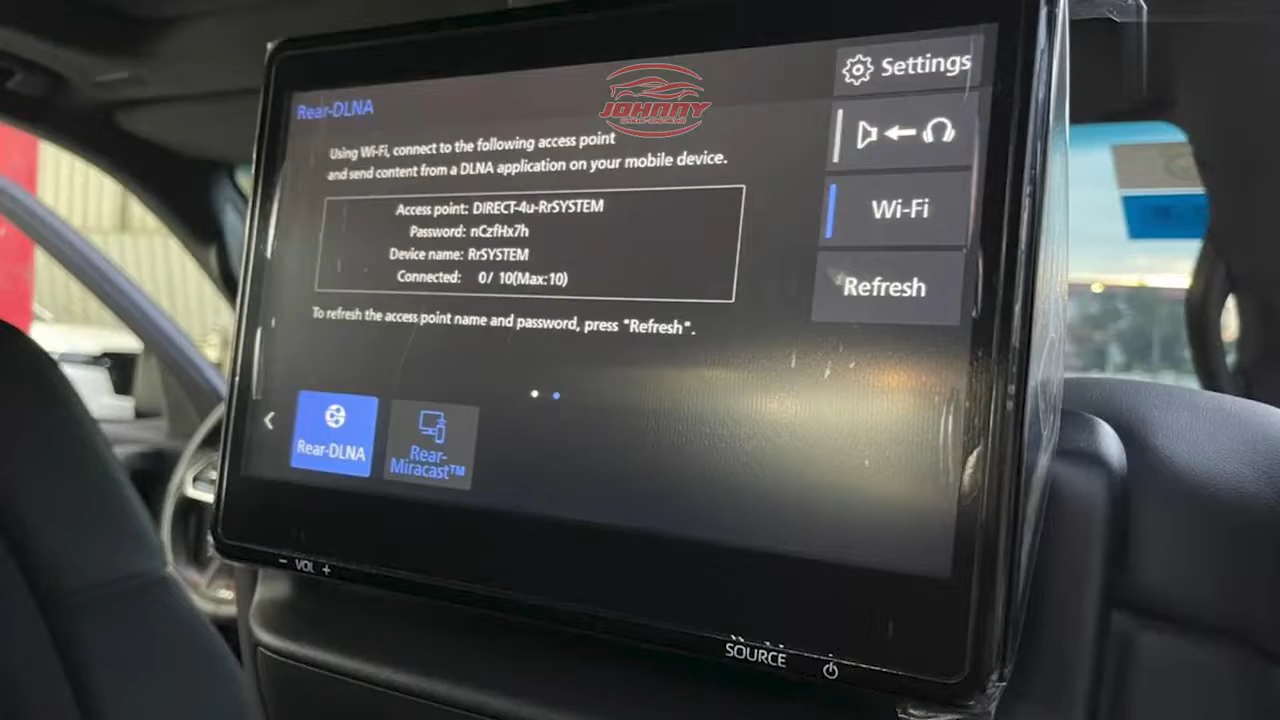 Settings
JOHNNY
Rear-DLNA
Using Wi-Fi, connect to the following access point
and send content from a DLNA application on your mobile device.
Access point: DIRECT-4u-RrSYSTEM
Password: nCzfHx7h
Device name: RrSYSTEM
Connected: 0/ 10(Max:10)
Wi-Fi
Refresh
To refresh the access point name and password, press "Refresh".
Rear-DLNA
Rear-
Miracast™
- VOL +
SOURCE